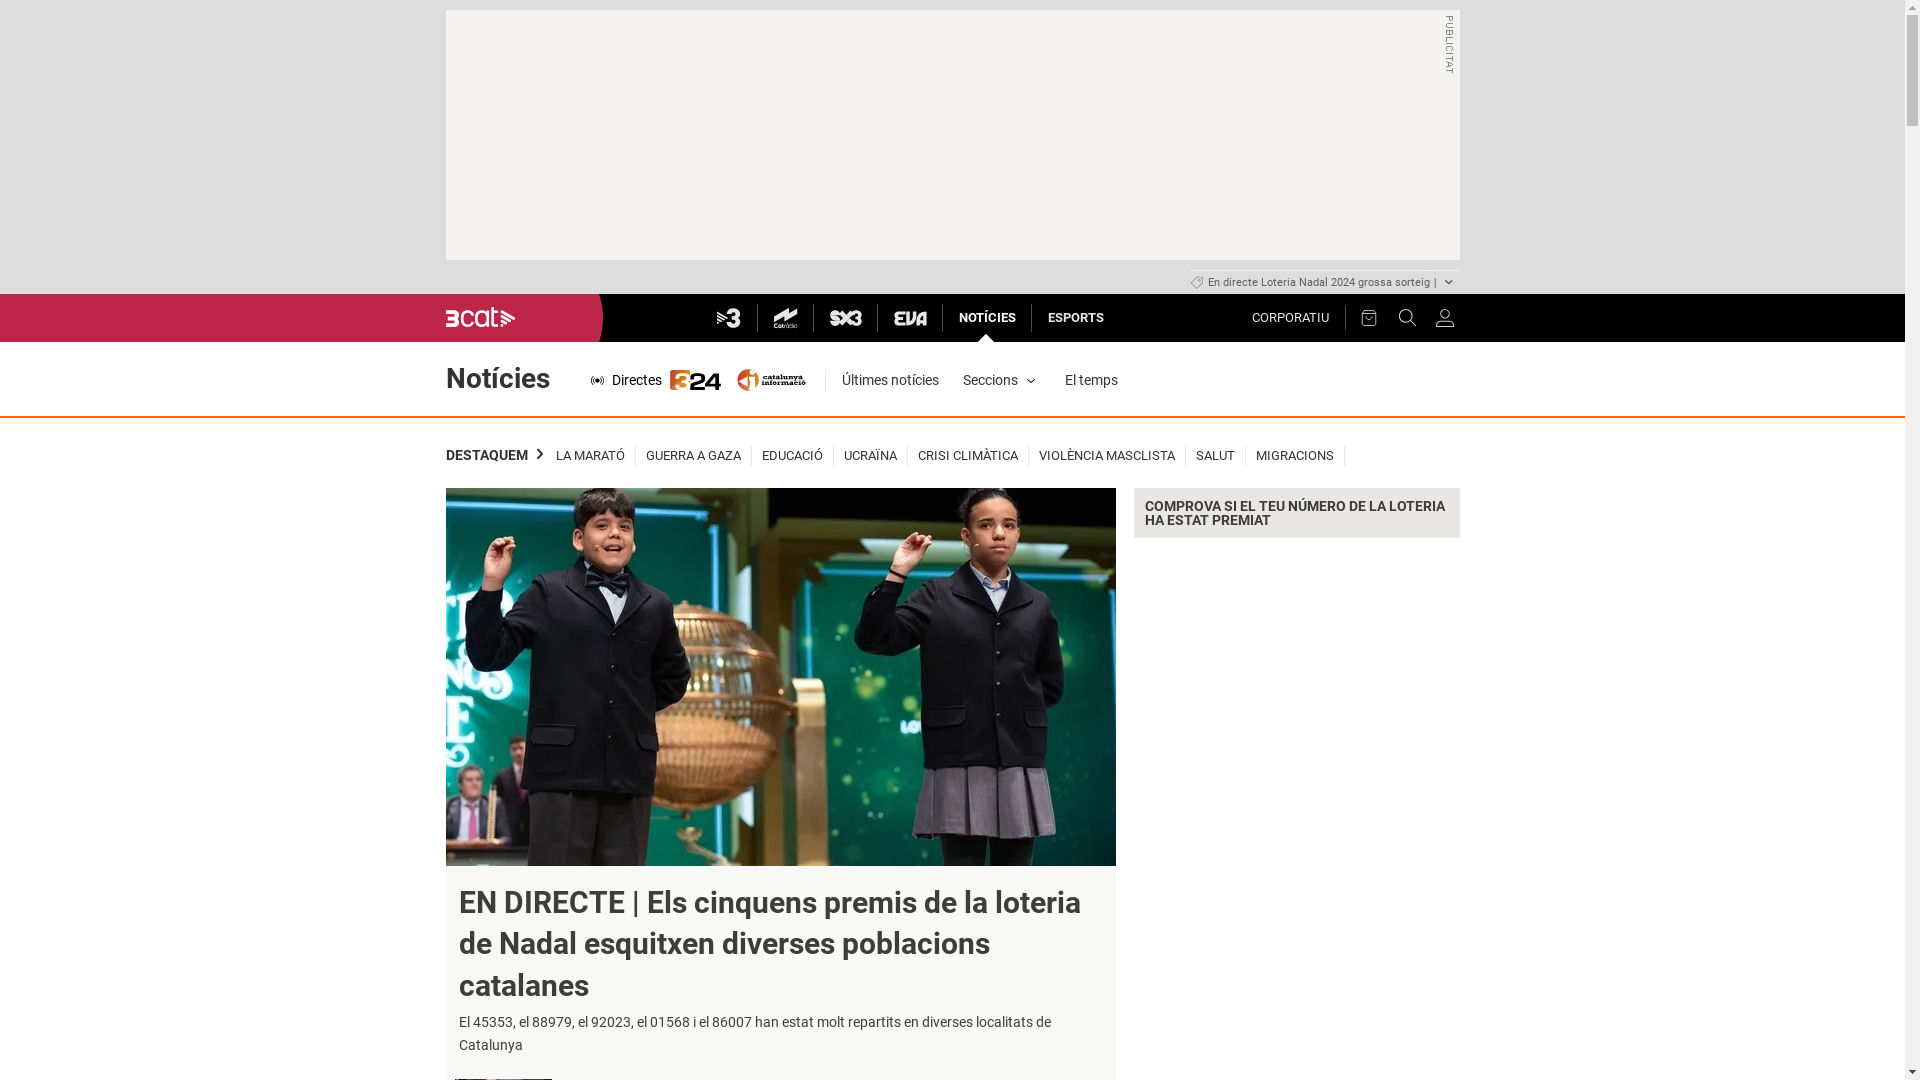 PUBLICITAT
En directe Loteria Nadal 2024 grossa sorteig |
3cat
3
Catràdio
SX3
EVA
NOTÍCIES
ESPORTS
CORPORATIU
Notícies
Directes
324
catalunya
informació
Últimes notícies
Seccions
El temps
DESTAQUEM
LA MARATÓ
GUERRA A GAZA
EDUCACIÓ
UCRAÏNA
CRISI CLIMÀTICA
VIOLÈNCIA MASCLISTA
SALUT
MIGRACIONS
COMPROVA SI EL TEU NÚMERO DE LA LOTERIA
HA ESTAT PREMIAT
EN DIRECTE | Els cinquens premis de la loteria
de Nadal esquitxen diverses poblacions
catalanes
El 45353, el 88979, el 92023, el 01568 i el 86007 han estat molt repartits en diverses localitats de
Catalunya